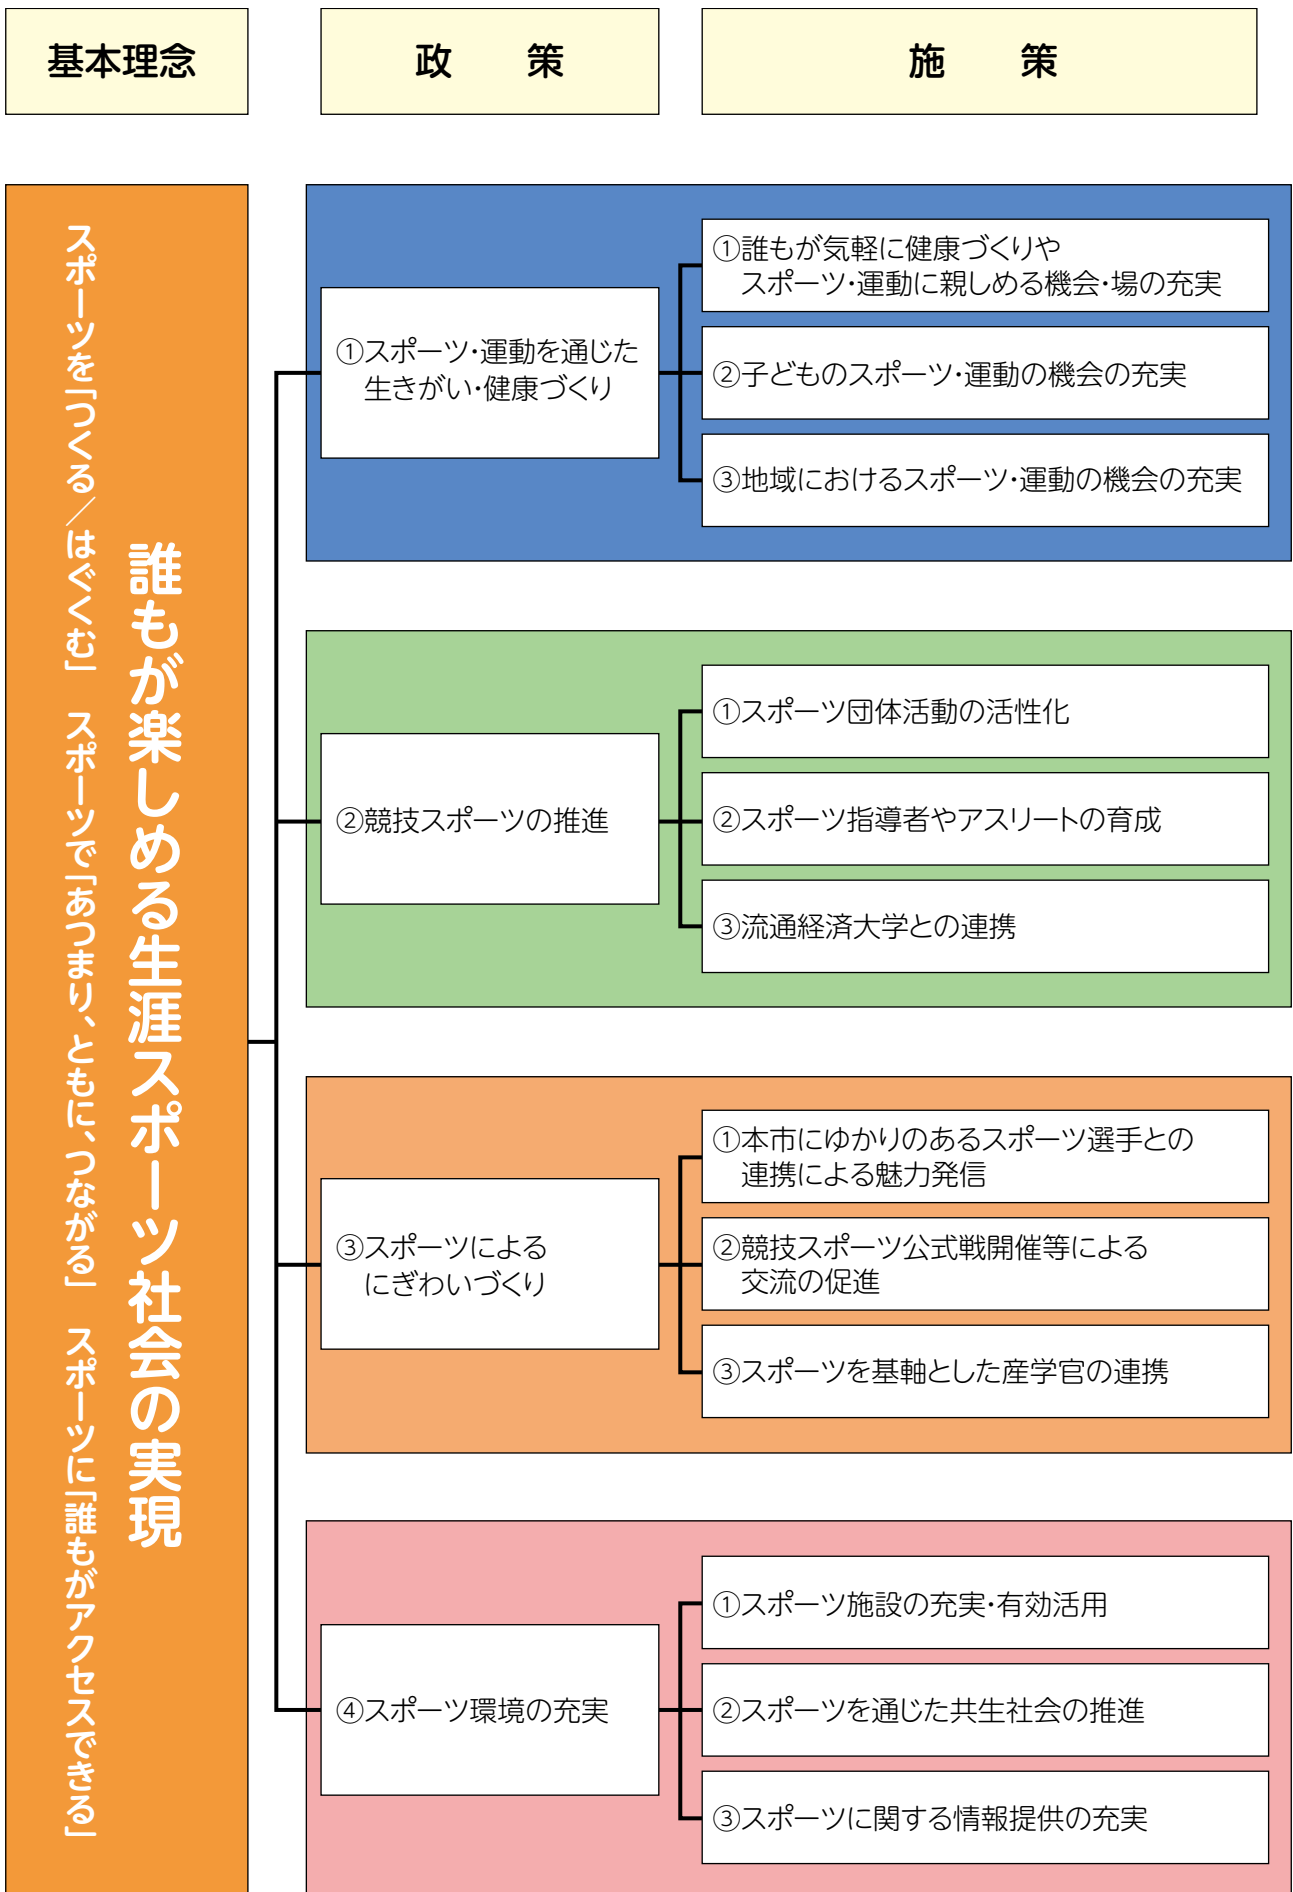 基本理念
政　策
施　策
誰もが楽しめる生涯スポーツ社会の実現
スポーツを「つくる／はぐくむ」　スポーツで「あつまり、ともに、つながる」　スポーツに「誰もがアクセスできる」
①スポーツ・運動を通じた
生きがい・健康づくり
①誰もが気軽に健康づくりや
スポーツ・運動に親しめる機会・場の充実
②子どものスポーツ・運動の機会の充実
③地域におけるスポーツ・運動の機会の充実
②競技スポーツの推進
①スポーツ団体活動の活性化
②スポーツ指導者やアスリートの育成
③流通経済大学との連携
③スポーツによる
にぎわいづくり
①本市にゆかりのあるスポーツ選手との
連携による魅力発信
②競技スポーツ公式戦開催等による
交流の促進
③スポーツを基軸とした産学官の連携
④スポーツ環境の充実
①スポーツ施設の充実・有効活用
②スポーツを通じた共生社会の推進
③スポーツに関する情報提供の充実